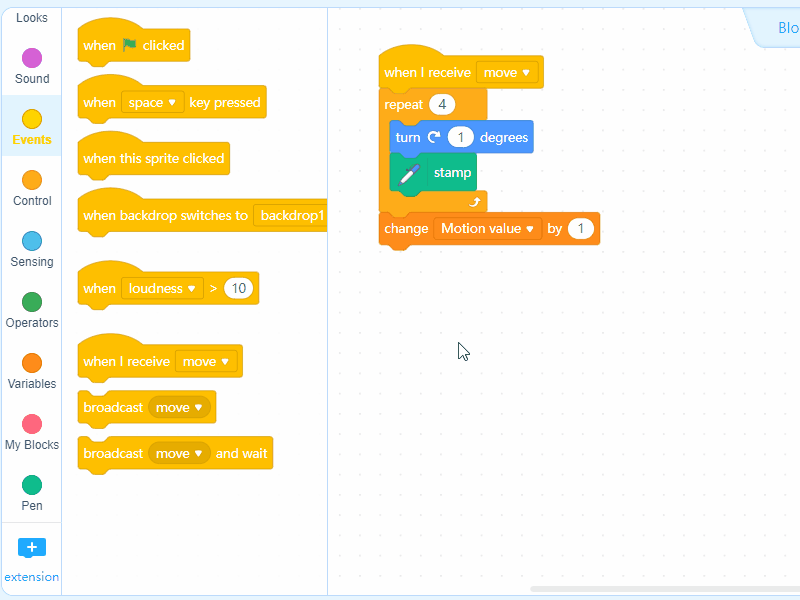 Looks
Sound
Events
Control
Sensing
Operators
Variables
My Blocks
Pen
extension
when clicked
when space ▼ key pressed
when this sprite clicked
when backdrop switches to backdrop1
when loudness ▼ > 10
when I receive move ▼
broadcast move ▼
broadcast move ▼ and wait
when I receive move ▼
repeat 4
turn 1 degrees
stamp
change Motion value ▼ by 1
Blo